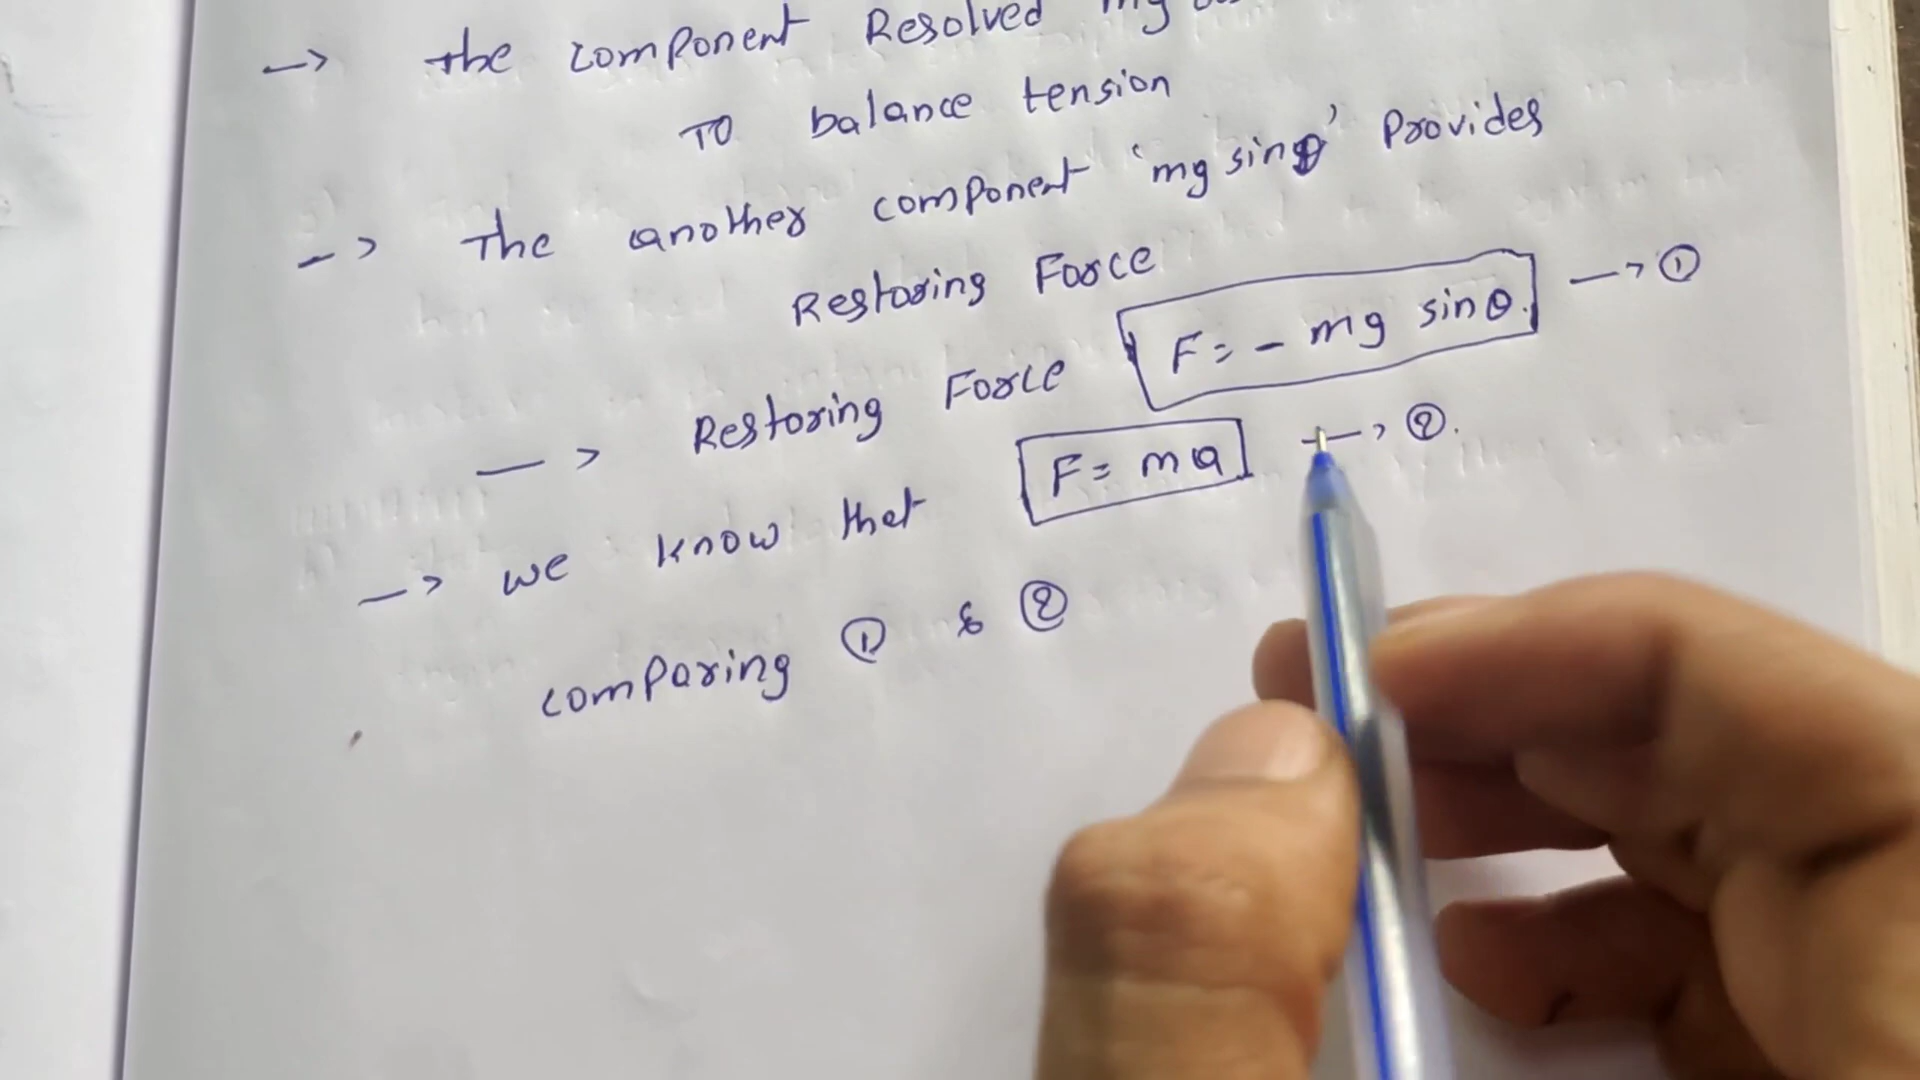 —> the component Resolved mg
TO balance tension
—> The another component 'mg sinθ' Provides
Restoring Force
—> Restoring Force F = - mg sinθ. —> ①
—> we know that F = ma —> ②.
comparing ① & ②